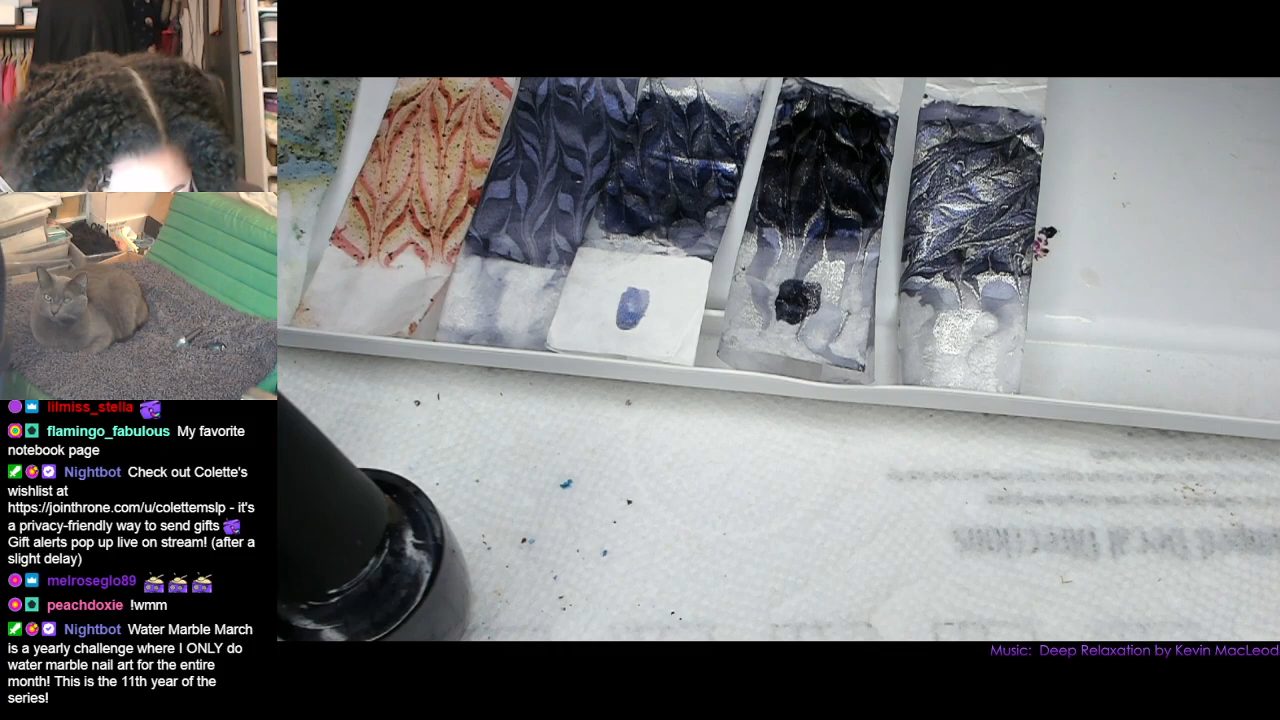 lilmiss_stella
flamingo_fabulous My favorite
notebook page
Nightbot Check out Colette's
wishlist at
https://jointhrone.com/u/colettemslp - it's
a privacy-friendly way to send gifts
Gift alerts pop up live on stream! (after a
slight delay)
melroseglo89
peachdoxie !wmm
Nightbot Water Marble March
is a yearly challenge where I ONLY do
water marble nail art for the entire
month! This is the 11th year of the
series!
Music: Deep Relaxation by Kevin MacLeod